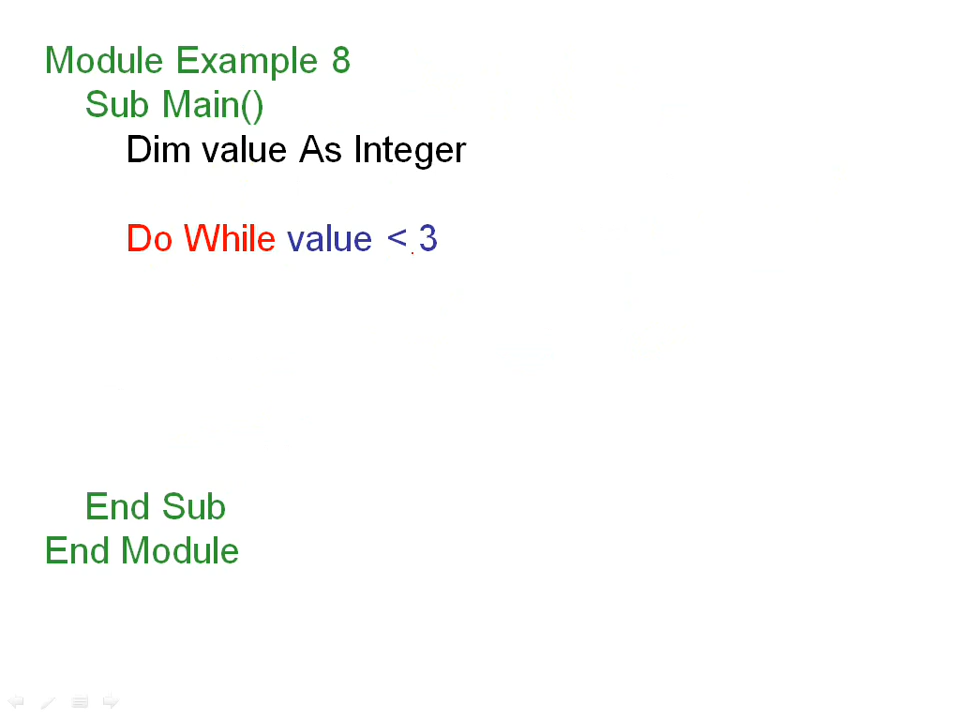 Module Example 8
Sub Main()
Dim value As Integer
Do While value < 3
End Sub
End Module